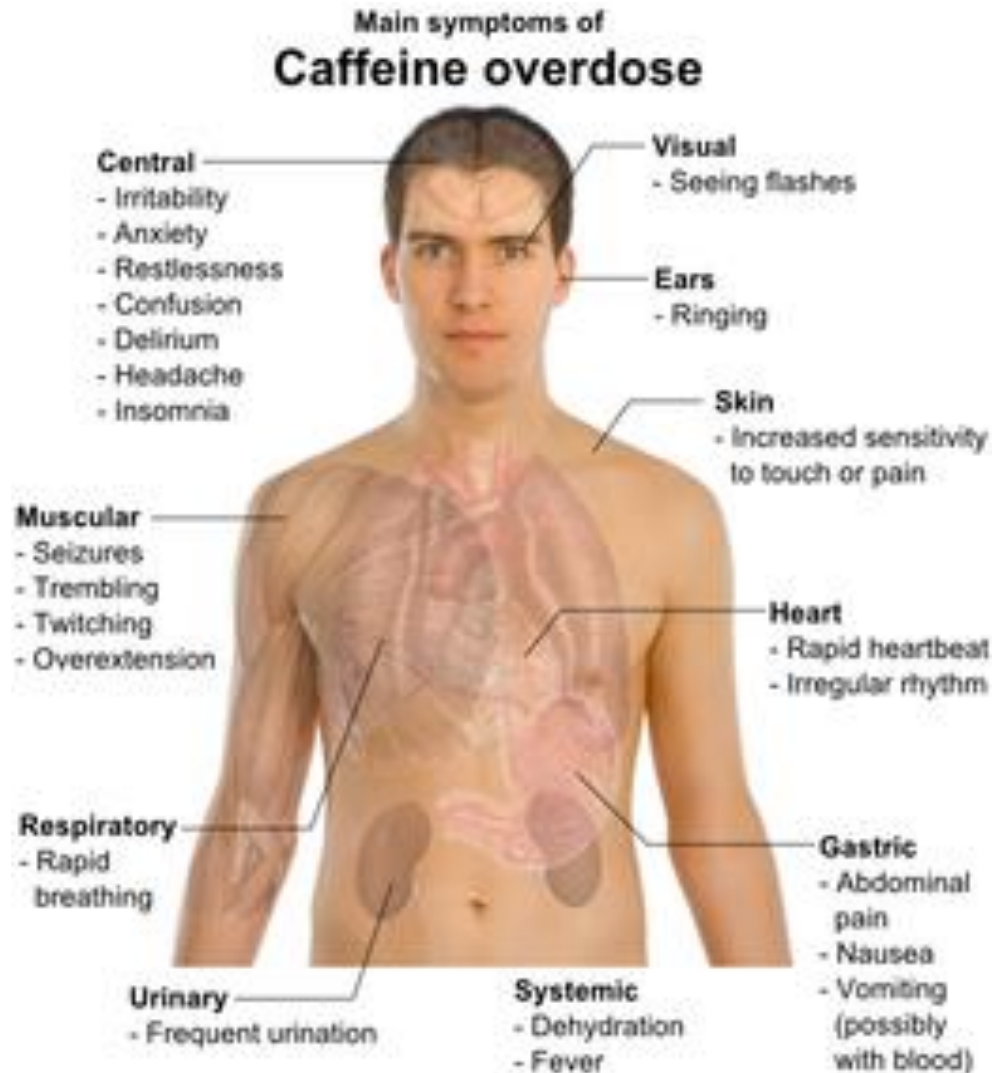 Main symptoms of
Caffeine overdose
Central
- Irritability
- Anxiety
- Restlessness
- Confusion
- Delirium
- Headache
- Insomnia
Visual
- Seeing flashes
Ears
- Ringing
Skin
- Increased sensitivity
to touch or pain
Muscular
- Seizures
- Trembling
- Twitching
- Overextension
Heart
- Rapid heartbeat
- Irregular rhythm
Respiratory
- Rapid
breathing
Gastric
- Abdominal
pain
- Nausea
- Vomiting
(possibly
with blood)
Urinary
- Frequent urination
Systemic
- Dehydration
- Fever